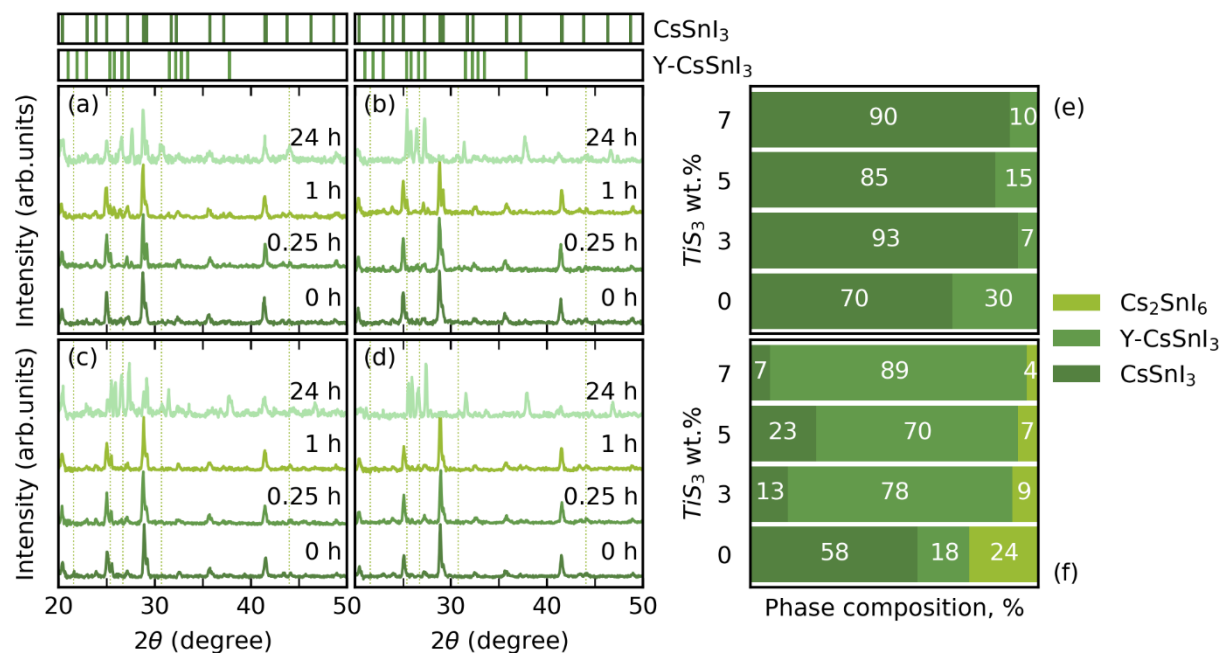 CsSnI3
Y-CsSnI3
(a)
24 h
1 h
0.25 h
0 h
Intensity (arb.units)
(b)
24 h
1 h
0.25 h
0 h
(c)
24 h
1 h
0.25 h
0 h
Intensity (arb.units)
20 30 40 50
2θ (degree)
(d)
24 h
1 h
0.25 h
0 h
30 40 50
2θ (degree)
(e)
7 90 10
5 85 15
3 93 7
0 70 30
TiS3 wt.%
Cs2SnI6
Y-CsSnI3
CsSnI3
7 7 89 4
5 23 70 7
3 13 78 9
0 58 18 24
TiS3 wt.%
(f)
Phase composition, %